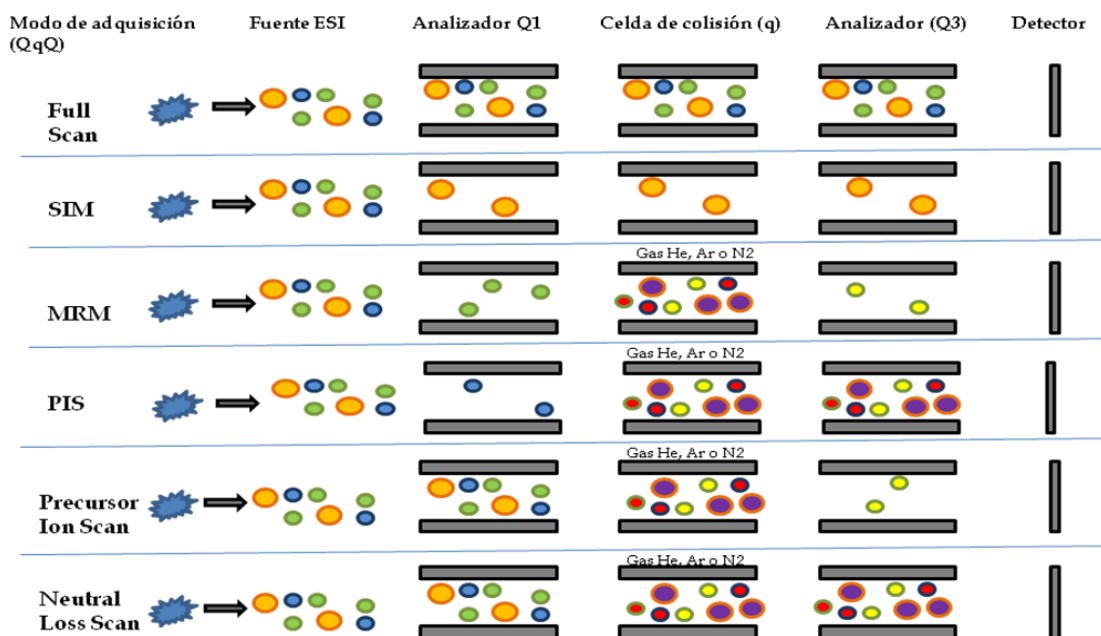 Modo de adquisición Fuente ESI Analizador Q1 Celda de colisión (q) Analizador (Q3) Detector
(QqQ)
Full
Scan
SIM
Gas He, Ar o N2
MRM
Gas He, Ar o N2
PIS
Gas He, Ar o N2
Precursor
Ion Scan
Gas He, Ar o N2
Neutral
Loss Scan